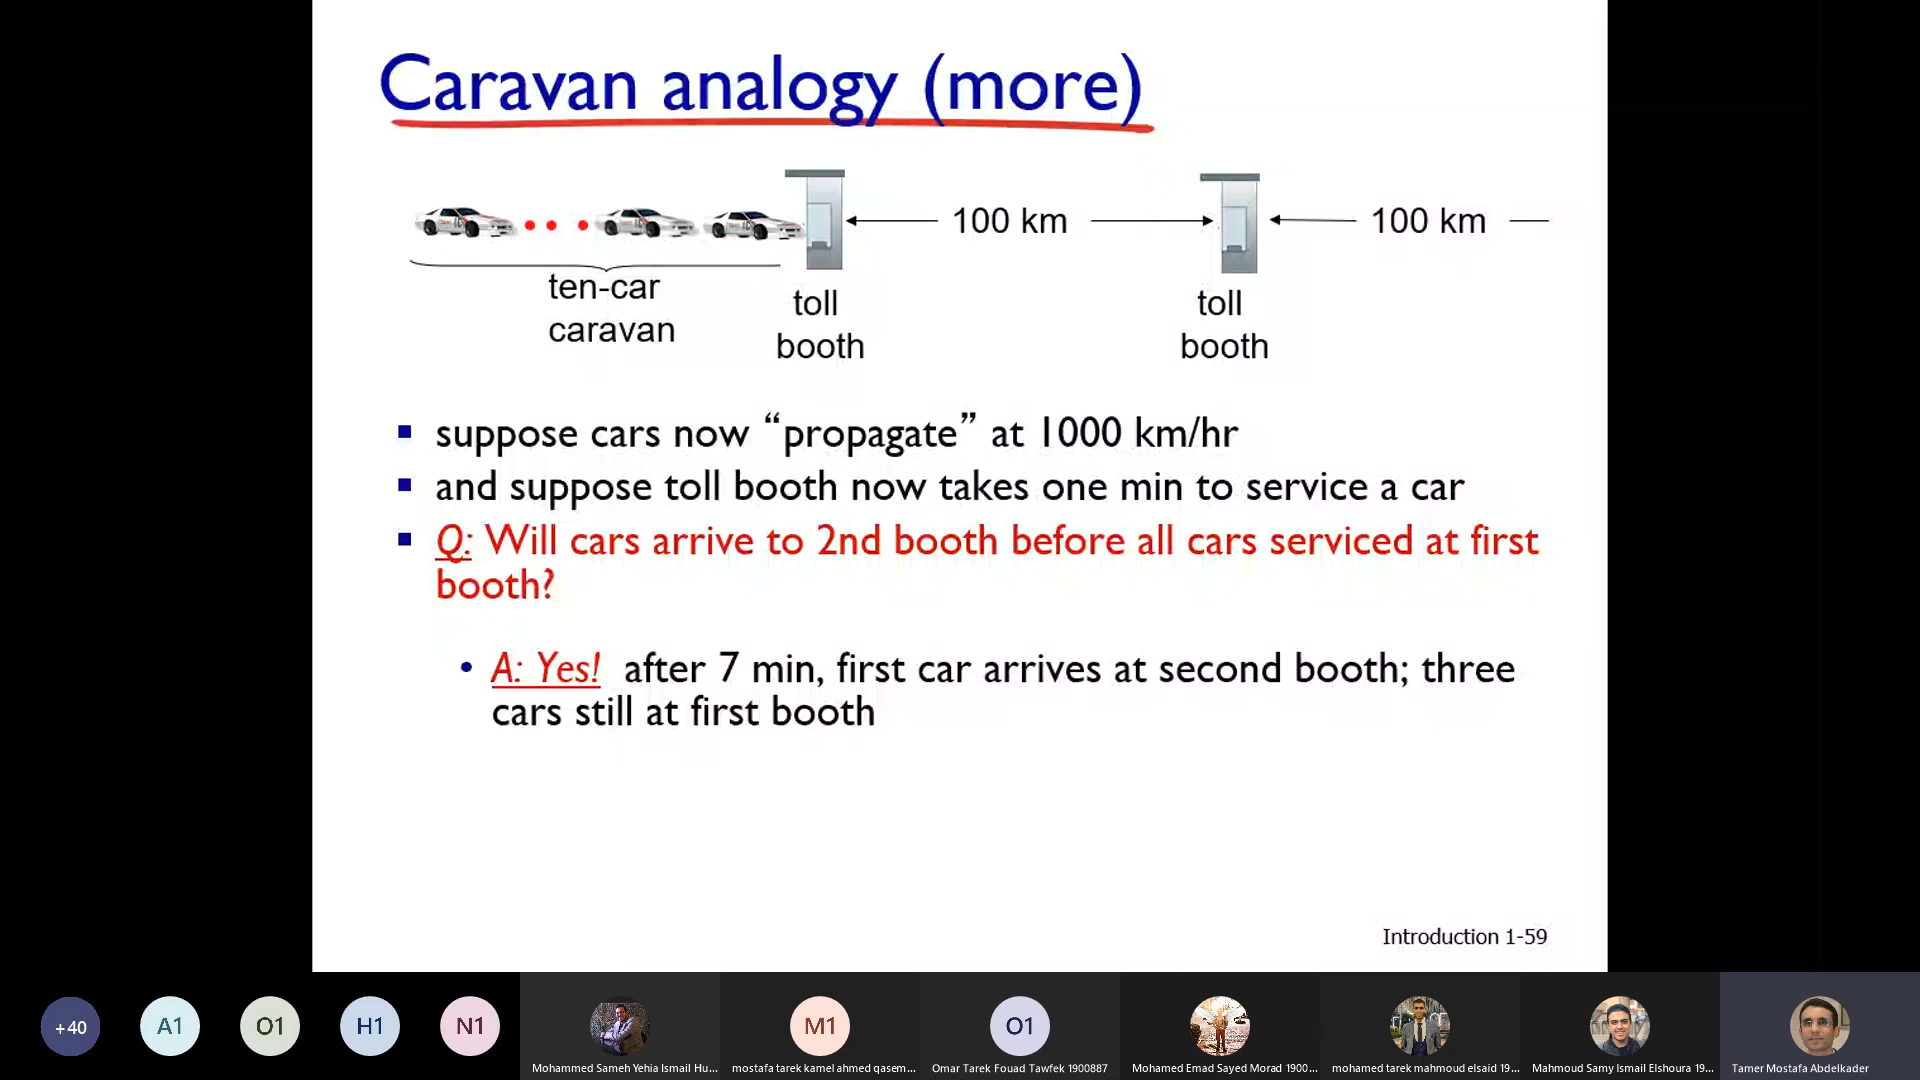 Caravan analogy (more)
100 km
100 km
ten-car
caravan
toll
booth
toll
booth
suppose cars now “propagate” at 1000 km/hr
and suppose toll booth now takes one min to service a car
Q: Will cars arrive to 2nd booth before all cars serviced at first
booth?
A: Yes! after 7 min, first car arrives at second booth; three
cars still at first booth
Introduction 1-59
+40
A1
O1
H1
N1
M1
O1
Mohammed Sameh Yehia Ismail Hu...
mostafa tarek kamel ahmed qasem...
Omar Tarek Fouad Tawfek 1900887
Mohamed Emad Sayed Morad 1900...
mohamed tarek mahmoud elsaid 19...
Mahmoud Samy Ismail Elshoura 19...
Tamer Mostafa Abdelkader